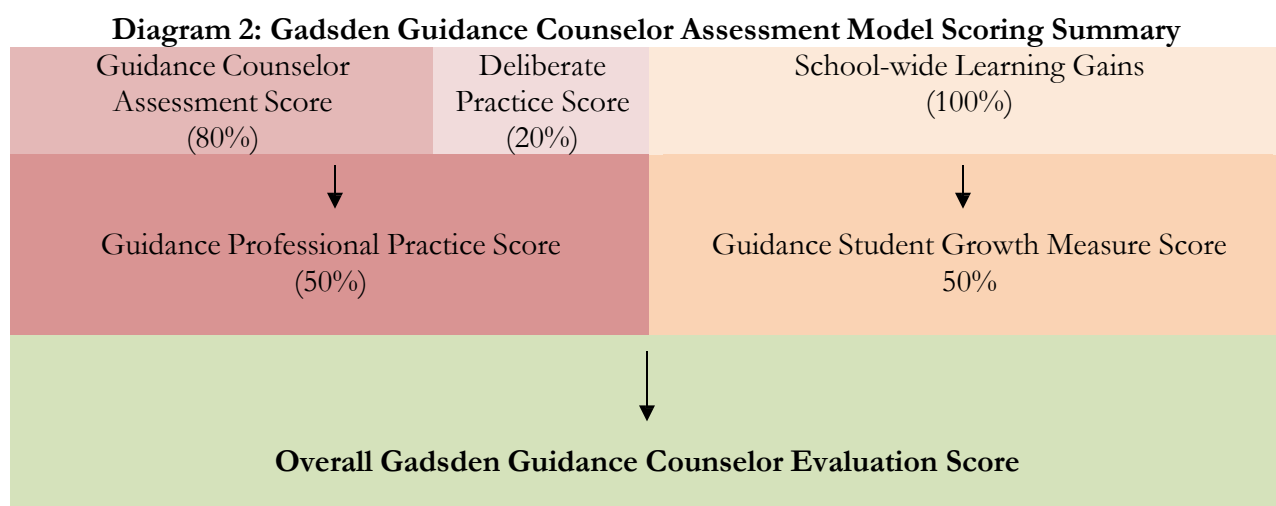 Diagram 2: Gadsden Guidance Counselor Assessment Model Scoring Summary
Guidance Counselor
Assessment Score
(80%)
Deliberate
Practice Score
(20%)
School-wide Learning Gains
(100%)
Guidance Professional Practice Score
(50%)
Guidance Student Growth Measure Score
50%
Overall Gadsden Guidance Counselor Evaluation Score